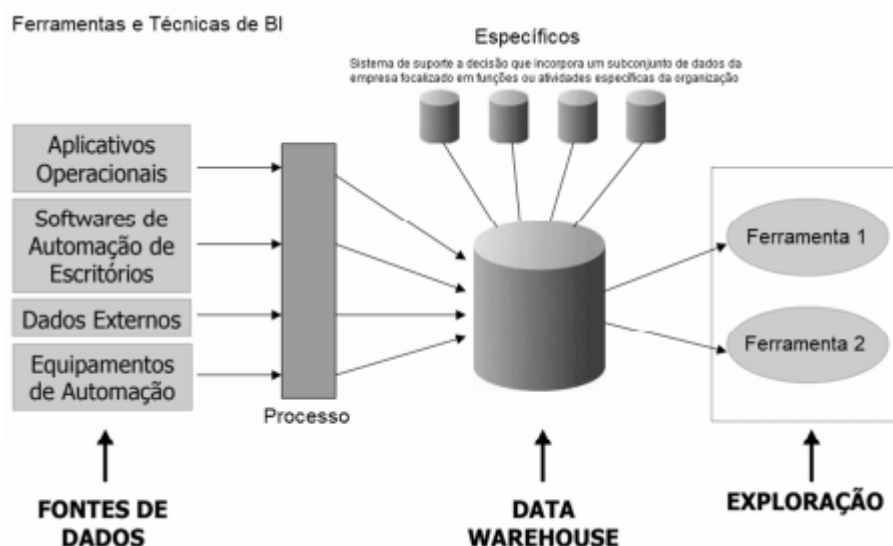 Ferramentas e Técnicas de BI
Específicos
Sistema de suporte a decisão que incorpora um subconjunto de dados da
empresa focalizado em funções ou atividades específicas da organização
Aplicativos
Operacionais
Softwares de
Automação de
Escritórios
Dados Externos
Equipamentos
de Automação
Processo
Ferramenta 1
Ferramenta 2
FONTES DE
DADOS
DATA
WAREHOUSE
EXPLORAÇÃO